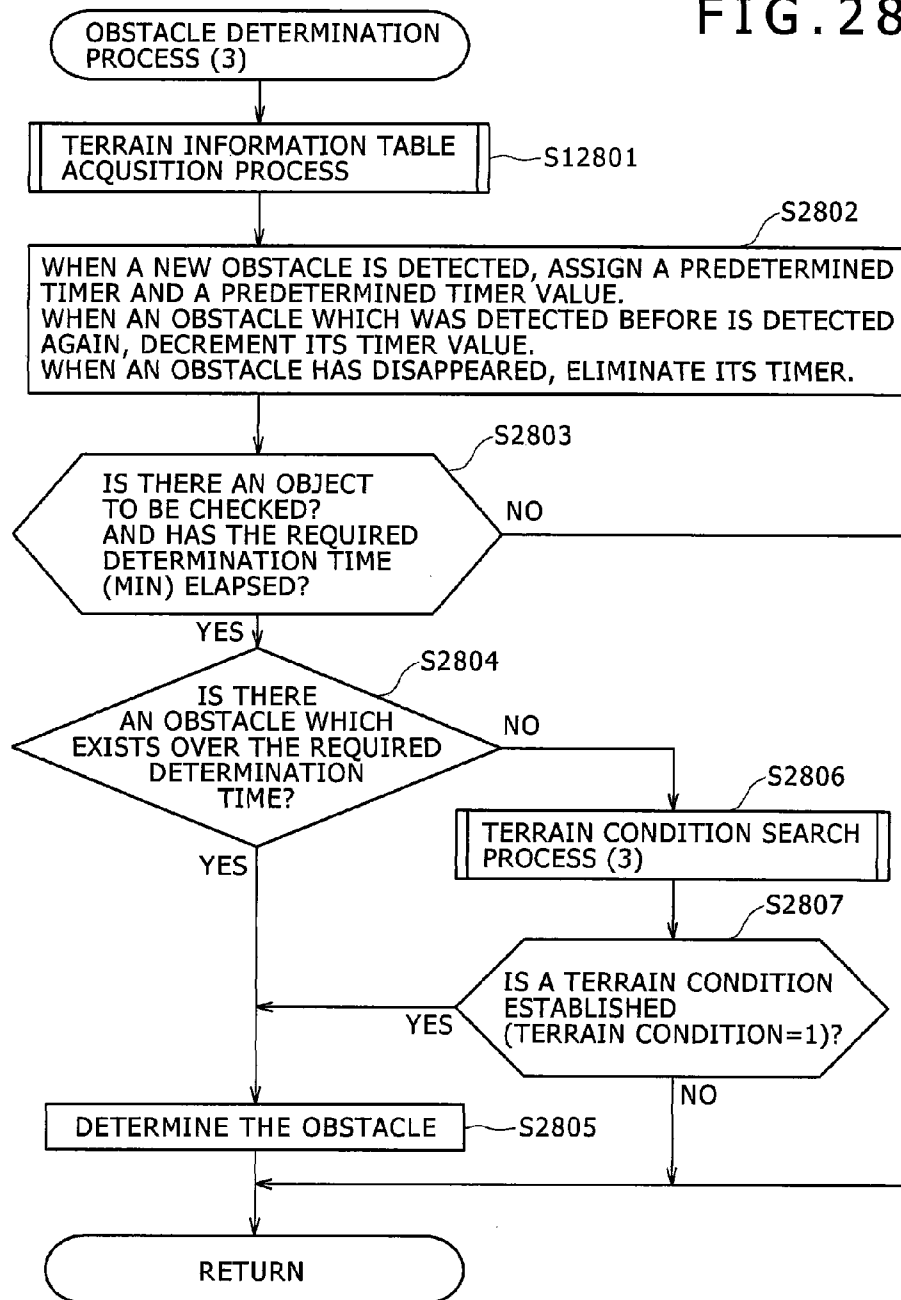 FIG.28
OBSTACLE DETERMINATION
PROCESS (3)
TERRAIN INFORMATION TABLE
ACQUSITION PROCESS
S12801
S2802
WHEN A NEW OBSTACLE IS DETECTED, ASSIGN A PREDETERMINED
TIMER AND A PREDETERMINED TIMER VALUE.
WHEN AN OBSTACLE WHICH WAS DETECTED BEFORE IS DETECTED
AGAIN, DECREMENT ITS TIMER VALUE.
WHEN AN OBSTACLE HAS DISAPPEARED, ELIMINATE ITS TIMER.
S2803
IS THERE AN OBJECT
TO BE CHECKED?
AND HAS THE REQUIRED
DETERMINATION TIME
(MIN) ELAPSED?
NO
YES
S2804
IS THERE
AN OBSTACLE WHICH
EXISTS OVER THE REQUIRED
DETERMINATION
TIME?
NO
YES
S2806
TERRAIN CONDITION SEARCH
PROCESS (3)
S2807
IS A TERRAIN CONDITION
ESTABLISHED
(TERRAIN CONDITION=1)?
YES
NO
DETERMINE THE OBSTACLE
S2805
RETURN